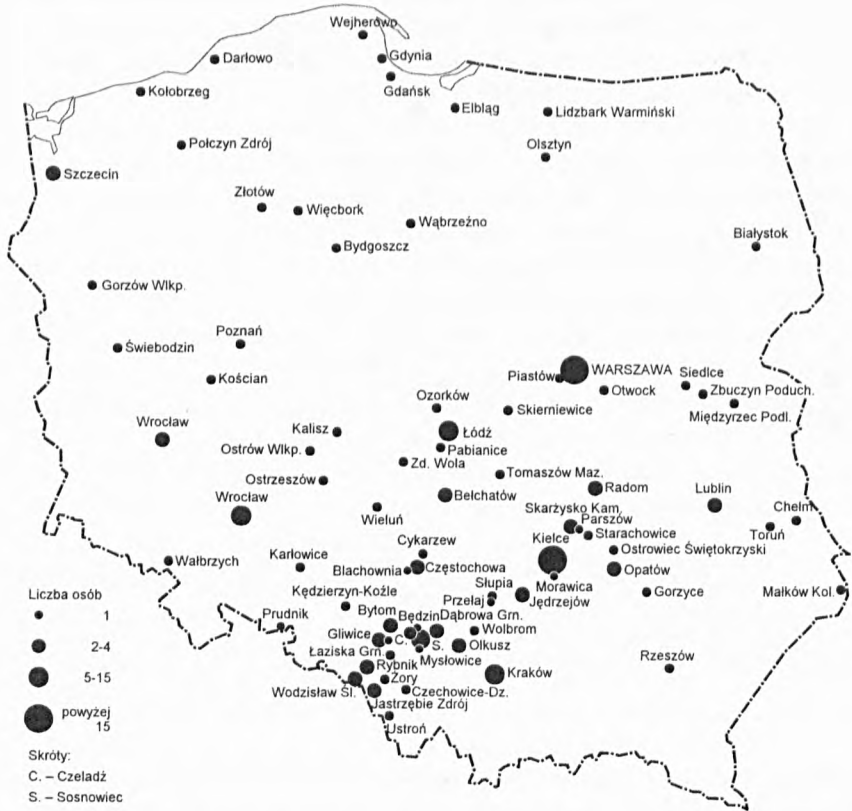 Wejherowo
Gdynia
Darłowo
Gdańsk
Kołobrzeg
Elbląg
Lidzbark Warmiński
Połczyn Zdrój
Olsztyn
Szczecin
Złotów
Więcbork
Wąbrzeźno
Białystok
Bydgoszcz
Gorzów Wlkp.
Poznań
Świebodzin
WARSZAWA
Siedlce
Piastów
Kościan
Otwock
Zbuczyn Poduch.
Międzyrzec Podl.
Ozorków
Skierniewice
Wrocław
Kalisz
Łódź
Pabianice
Ostrów Wlkp.
Zd. Wola
Tomaszów Maz.
Ostrzeszów
Radom
Lublin
Bełchatów
Wrocław
Wieluń
Skarżysko Kam.
Chełm
Parszów
Toruń
Starachowice
Cykarzew
Kielce
Ostrowiec Świętokrzyski
Wałbrzych
Karłowice
Blachownia
Częstochowa
Opatów
Słupia
Morawica
Małków Kol.
Kędzierzyn-Koźle
Przełaj
Jędrzejów
Gorzyce
Bytom
Będzin
Dąbrowa Grn.
Prudnik
Wolbrom
Gliwice
C.
S.
Olkusz
Łaziska Grn.
Mysłowice
Rybnik
Kraków
Rzeszów
Żory
Wodzisław Śl.
Czechowice-Dz.
Jastrzębie Zdrój
Ustroń
Liczba osób
1
2-4
5-15
powyżej
15
Skróty:
C. – Czeladź
S. – Sosnowiec